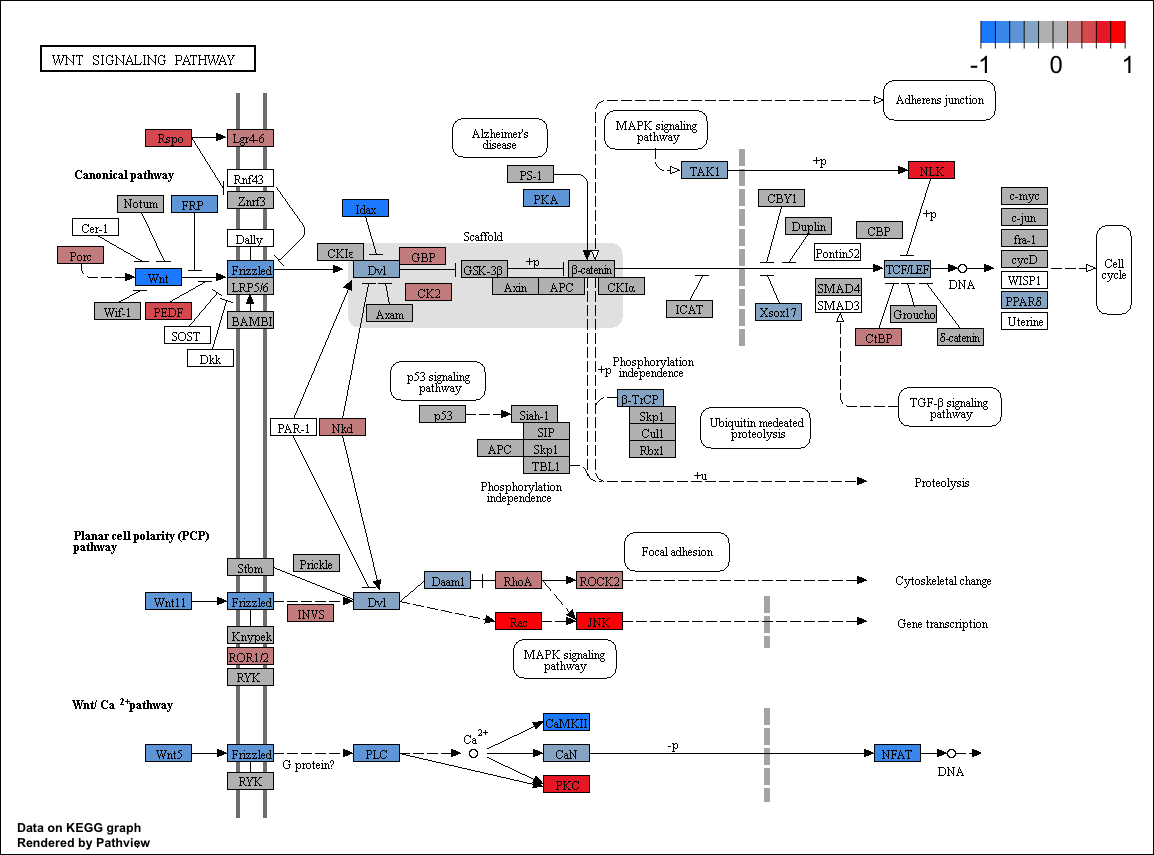 -1 0 1
WNT SIGNALING PATHWAY
Adherens junction
Alzheimer's
disease
MAPK signaling
pathway
Rspo
Lgr4-6
+p
TAK1
NLK
Canonical pathway
PS-1
Rnf43
Znrf3
PKA
CBY1
c-myc
Notum
FRP
Idax
+p
c-jun
Cer-1
Duplin
CBP
Dally
Scaffold
fra-1
Porc
CKIε
GBP
Pontin52
cycD
Cell
cycle
Wnt
Frizzled
Dvl
GSK-3β
+p
β-catenin
TCF/LEF
DNA
WISP1
LRP5/6
CK2
Axin
APC
CKIα
SMAD4
SMAD3
PPARδ
Wif-1
PEDF
Axam
ICAT
Xsox17
Groucho
Uterine
SOST
BAMBI
CtBP
δ-catenin
Dkk
Phosphorylation
independence
+p
p53 signaling
pathway
β-TrCP
TGF-β signaling
pathway
p53
Siah-1
Skp1
PAR-1
Nkd
SIP
Cul1
Ubiquitin medeated
proteolysis
APC
Skp1
Rbx1
TBL1
+u
Proteolysis
Phosphorylation
independence
Planar cell polarity (PCP)
pathway
Focal adhesion
Stbm
Prickle
Daam1
RhoA
ROCK2
Cytoskeletal change
Wnt11
Frizzled
Dvl
INVS
Rac
JNK
Gene transcription
Knypek
ROR1/2
MAPK signaling
pathway
RYK
Wnt/ Ca 2+ pathway
CaMKII
Ca2+
Wnt5
Frizzled
G protein?
PLC
CaN
-p
NFAT
DNA
RYK
PKC
Data on KEGG graph
Rendered by Pathview